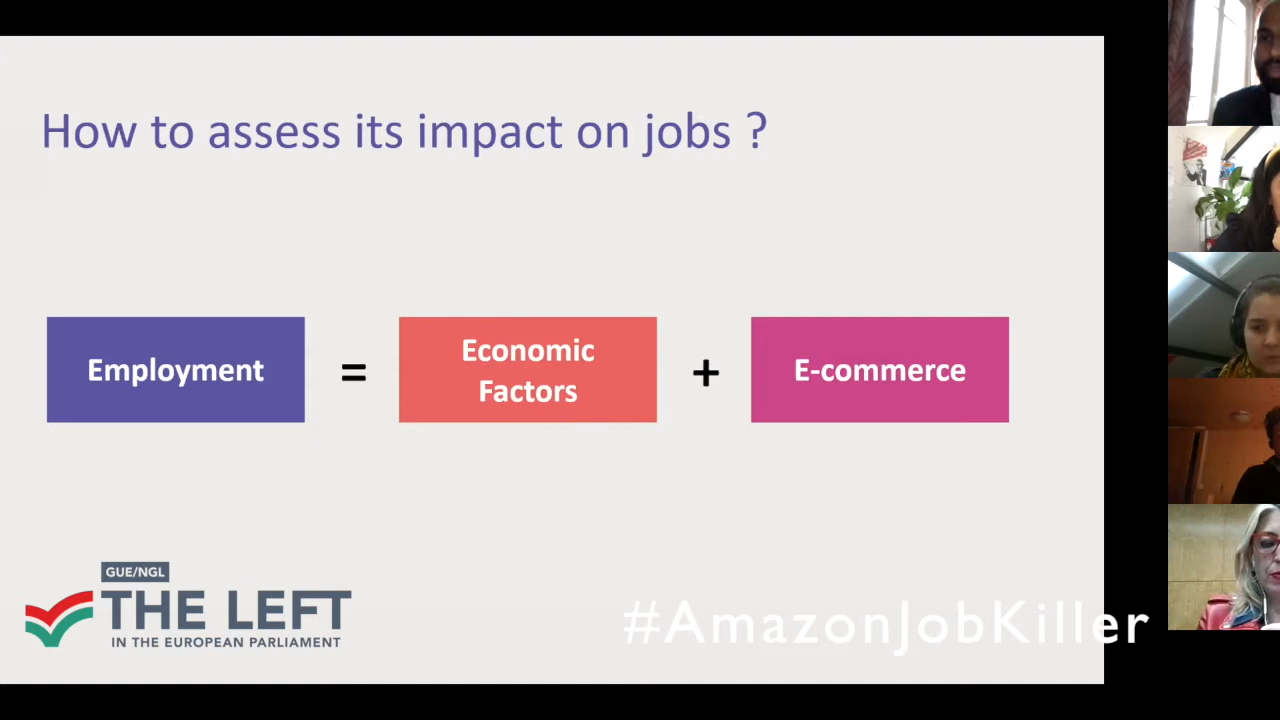 How to assess its impact on jobs ?
Employment
=
Economic
Factors
+
E-commerce
GUE/NGL
THE LEFT
IN THE EUROPEAN PARLIAMENT
#AmazonJobKiller